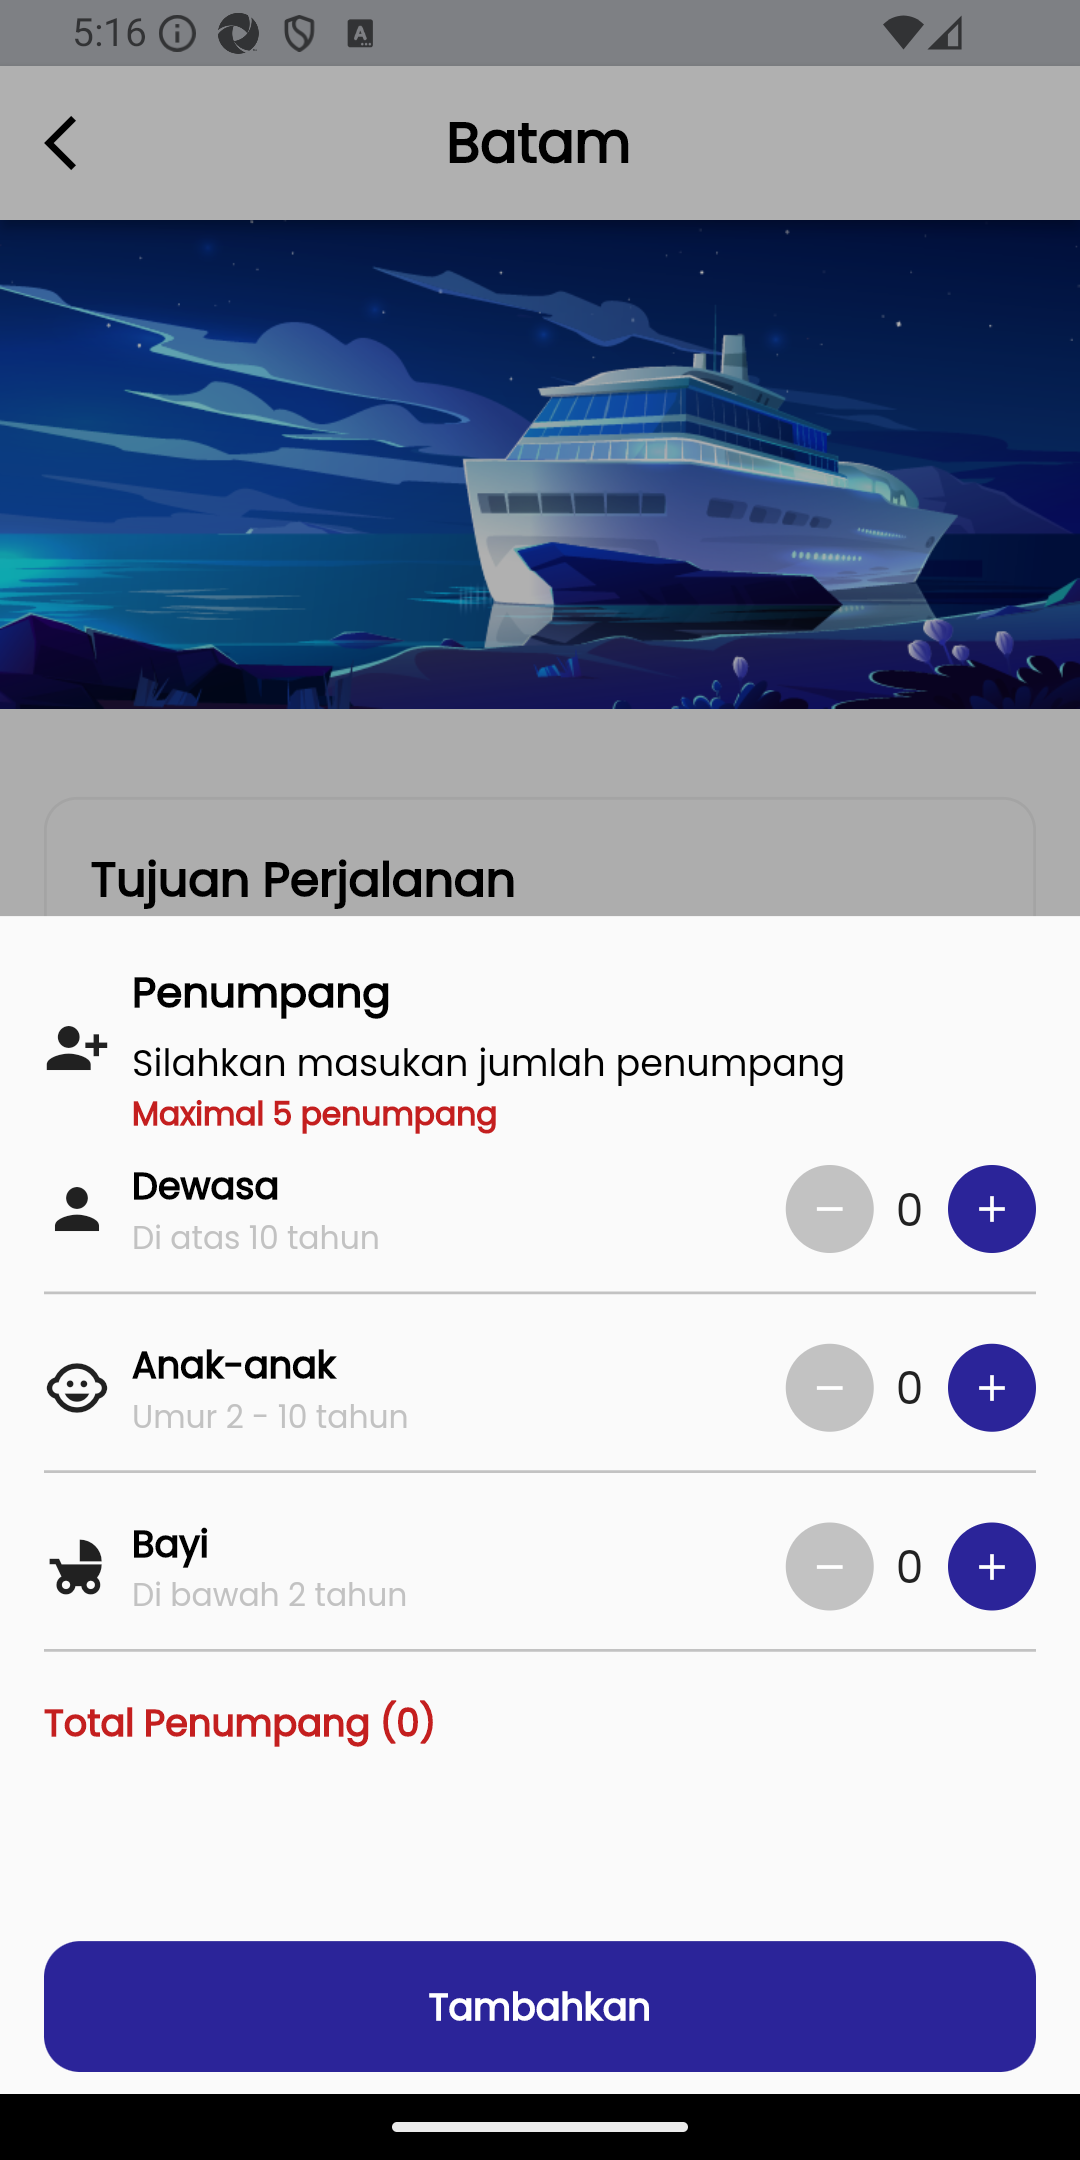 5:16
Batam
Tujuan Perjalanan
Penumpang
Silahkan masukan jumlah penumpang
Maximal 5 penumpang
Dewasa
Di atas 10 tahun
0
Anak-anak
Umur 2 - 10 tahun
0
Bayi
Di bawah 2 tahun
0
Total Penumpang (0)
Tambahkan